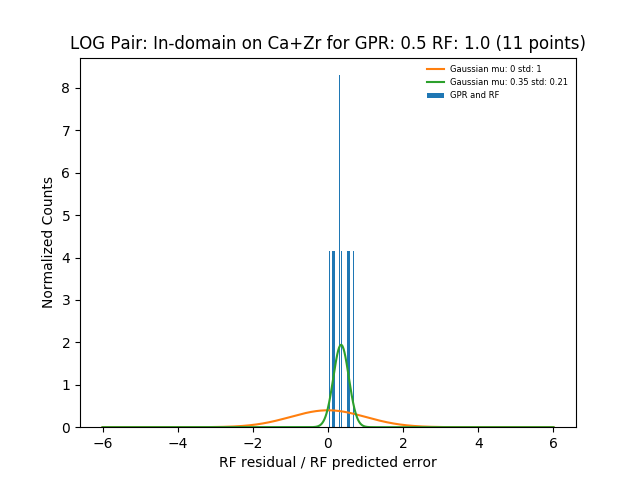 LOG Pair: In-domain on Ca+Zr for GPR: 0.5 RF: 1.0 (11 points)
Gaussian mu: 0 std: 1
Gaussian mu: 0.35 std: 0.21
GPR and RF
Normalized Counts
8
7
6
5
4
3
2
1
0
−6
−4
−2
0
2
4
6
RF residual / RF predicted error